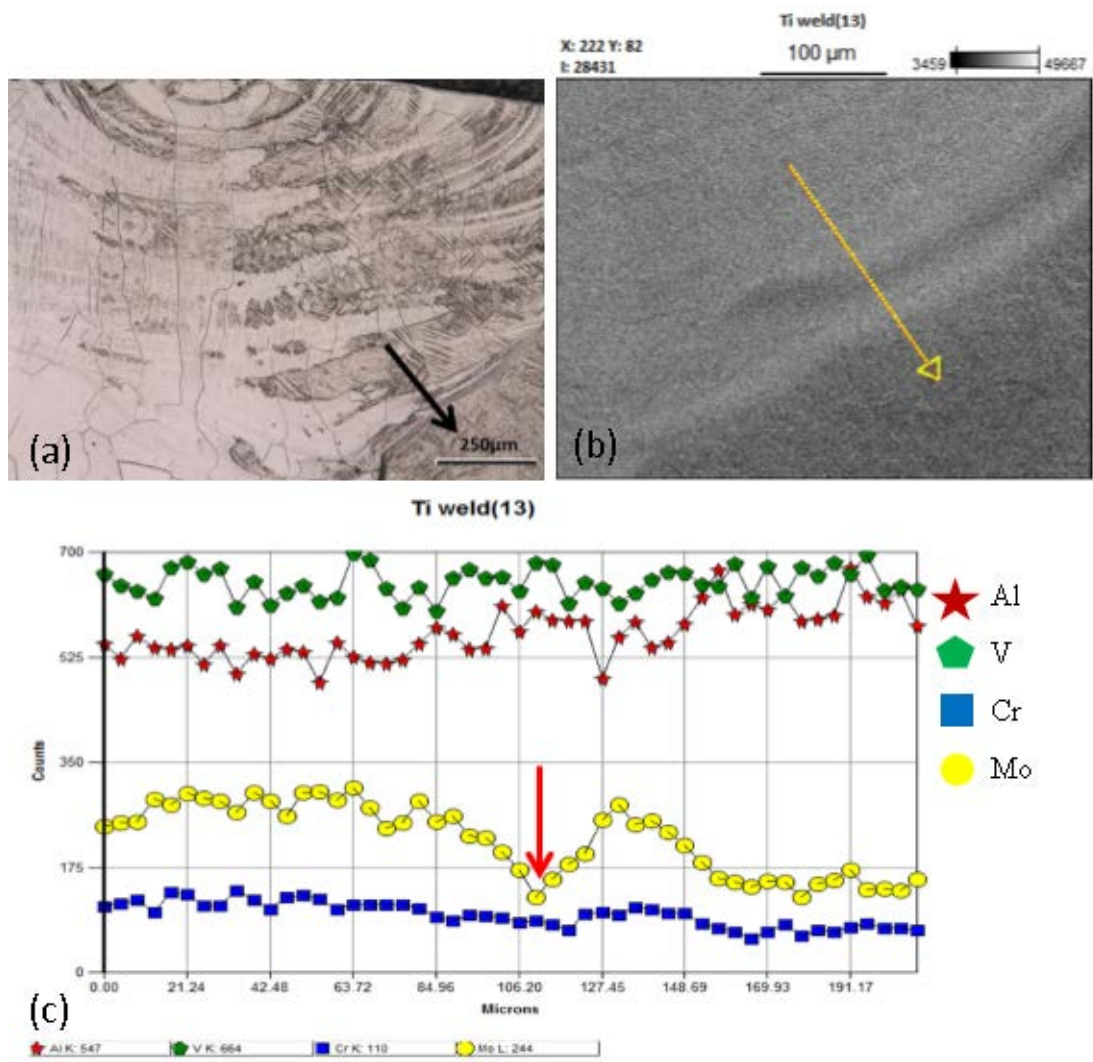 Ti weld(13)
X: 222 Y: 82
I: 28431
100 µm
3459
49667
(a)
250µm
(b)
Ti weld(13)
700
525
350
175
0
Counts
0.00 21.24 42.48 63.72 84.96 106.20 127.45 148.69 169.93 191.17
Microns
Al
V
Cr
Mo
(c)
Al K: 547 V K: 664 Cr K: 110 Mo L: 244